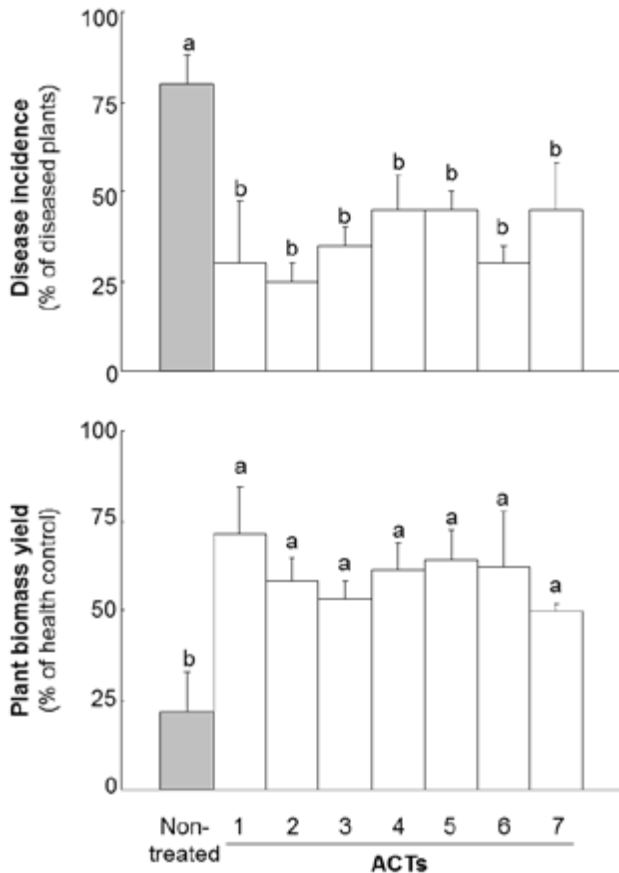 Disease incidence
(% of diseased plants)
100
75
50
25
0
a
b
b
b
b
b
b
b
Plant biomass yield
(% of health control)
100
75
50
25
0
b
a
a
a
a
a
a
a
Non-
treated
1 2 3 4 5 6 7
ACTs